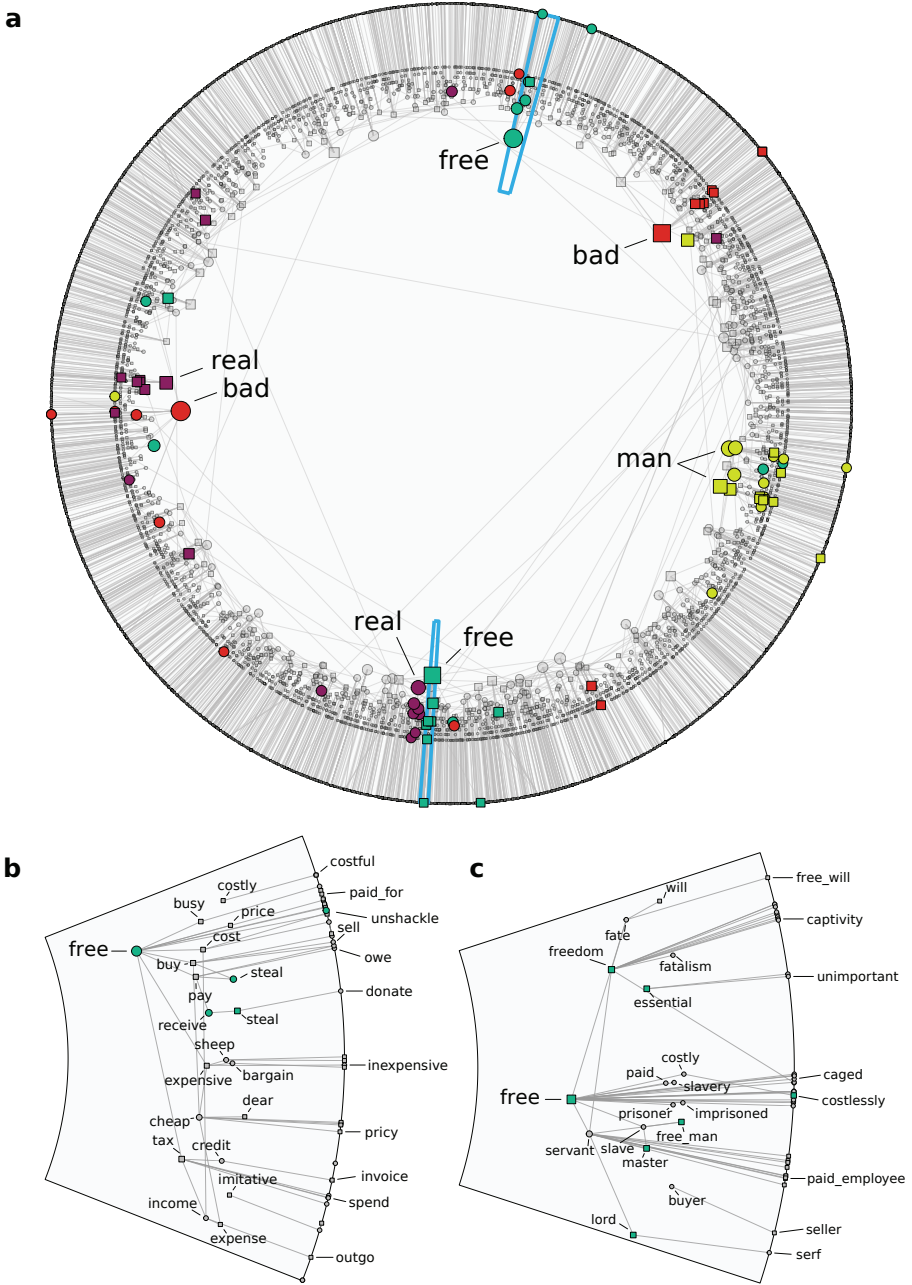 a
free
bad
real
bad
man
real
free
b
costful
costly
paid_for
busy
price
unshackle
sell
free
cost
owe
buy
steal
pay
donate
receive
steal
sheep
inexpensive
expensive
bargain
dear
cheap
pricy
tax
credit
imitative
invoice
income
spend
expense
outgo
c
will
free_will
captivity
fate
freedom
fatalism
unimportant
essential
costly
caged
paid
slavery
free
costlessly
prisoner
imprisoned
free_man
servant
slave
master
paid_employee
buyer
lord
seller
serf